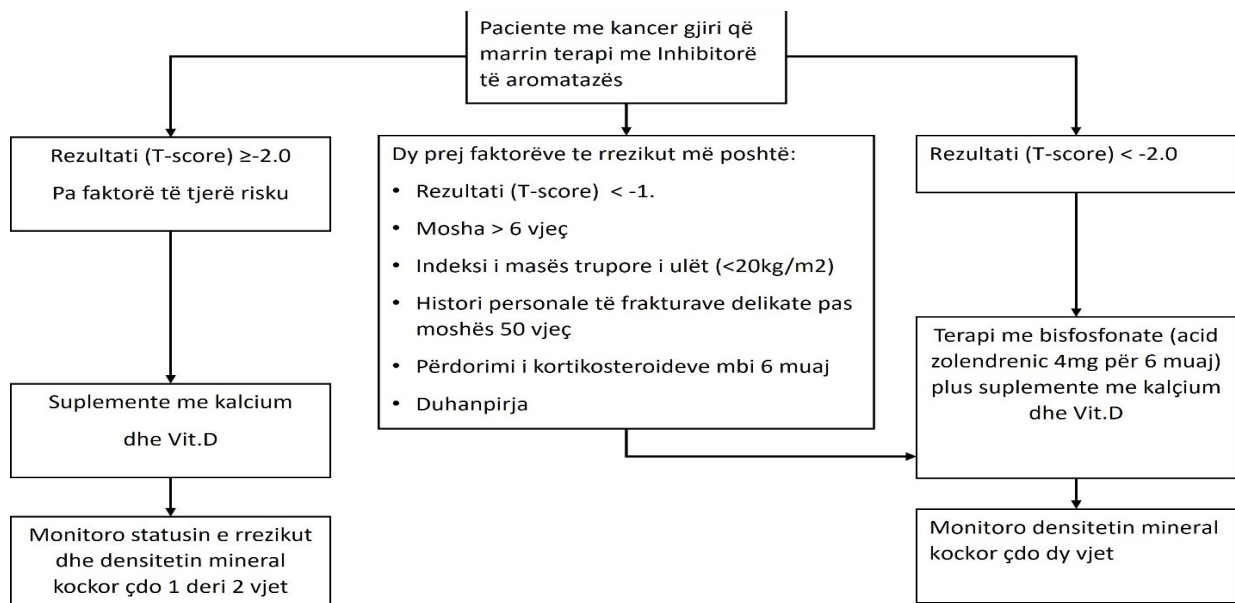 Paciente me kancer gjiri që
marrin terapi me Inhibitorë
të aromatazës
Rezultati (T-score) ≥-2.0
Pa faktorë të tjerë risku
Dy prej faktorëve te rrezikut më poshtë:
• Rezultati (T-score) < -1.
• Mosha > 6 vjeç
• Indeksi i masës trupore i ulët (<20kg/m2)
• Histori personale të frakturave delikate pas
moshës 50 vjeç
• Përdorimi i kortikosteroideve mbi 6 muaj
• Duhanpirja
Rezultati (T-score) < -2.0
Suplemente me kalcium
dhe Vit.D
Terapi me bisfosfonate (acid
zolendrenic 4mg për 6 muaj)
plus suplemente me kalçium
dhe Vit.D
Monitoro statusin e rrezikut
dhe densitetin mineral
kockor çdo 1 deri 2 vjet
Monitoro densitetin mineral
kockor çdo dy vjet